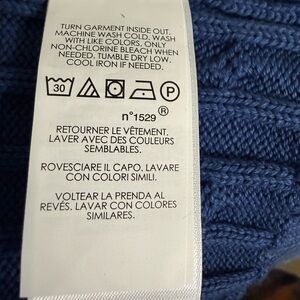 TURN GARMENT INSIDE OUT.
MACHINE WASH COLD. WASH
WITH LIKE COLORS. ONLY
NON-CHLORINE BLEACH WHEN
NEEDED. TUMBLE DRY LOW.
COOL IRON IF NEEDED.
30 P
n°1529 ®
RETOURNER LE VÊTEMENT.
LAVER AVEC DES COULEURS
SEMBLABLES.
ROVESCIARE IL CAPO. LAVARE
CON COLORI SIMILI.
VOLTEAR LA PRENDA AL
REVÉS. LAVAR CON COLORES
SIMILARES.